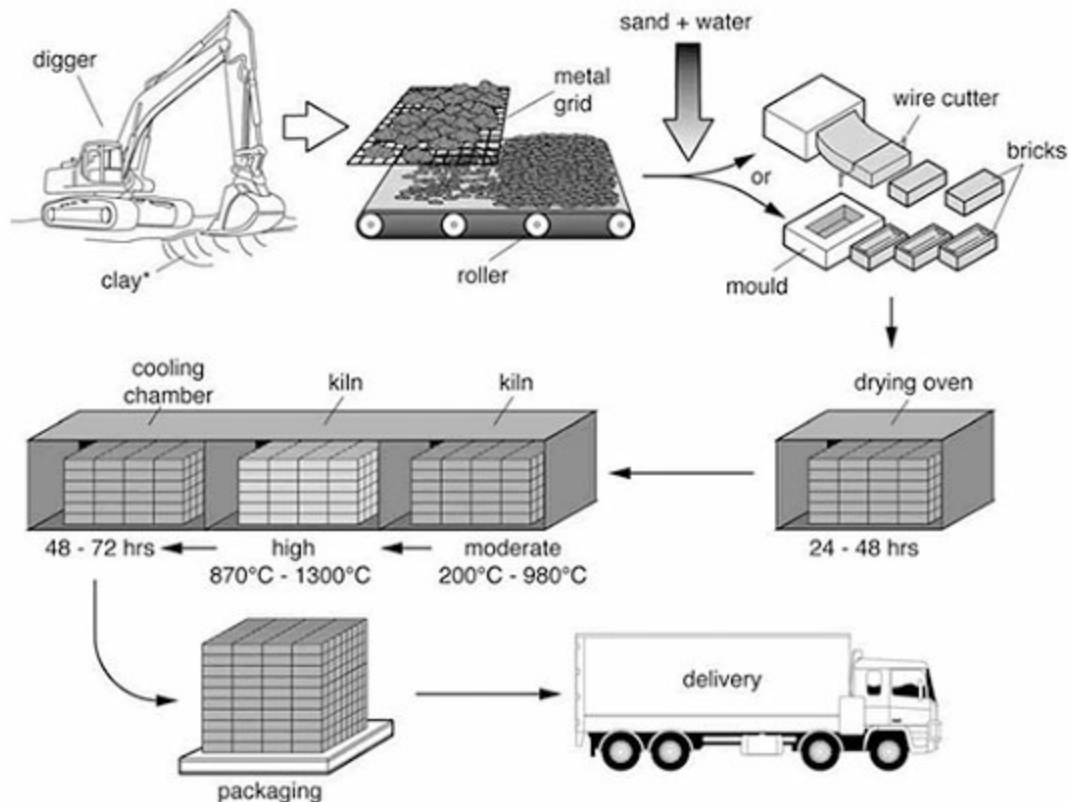 sand + water
digger
metal
grid
wire cutter
bricks
or
roller
clay*
mould
cooling
chamber
kiln
kiln
drying oven
48 - 72 hrs
high
moderate
24 - 48 hrs
870°C - 1300°C
200°C - 980°C
delivery
packaging